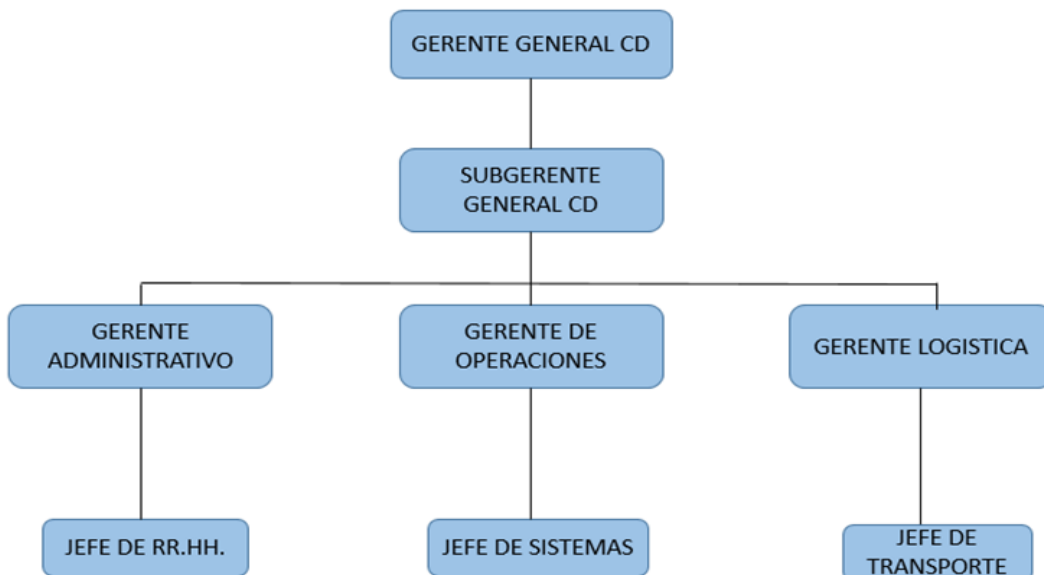 GERENTE GENERAL CD
SUBGERENTE
GENERAL CD
GERENTE
ADMINISTRATIVO
GERENTE DE
OPERACIONES
GERENTE LOGISTICA
JEFE DE RR.HH.
JEFE DE SISTEMAS
JEFE DE
TRANSPORTE